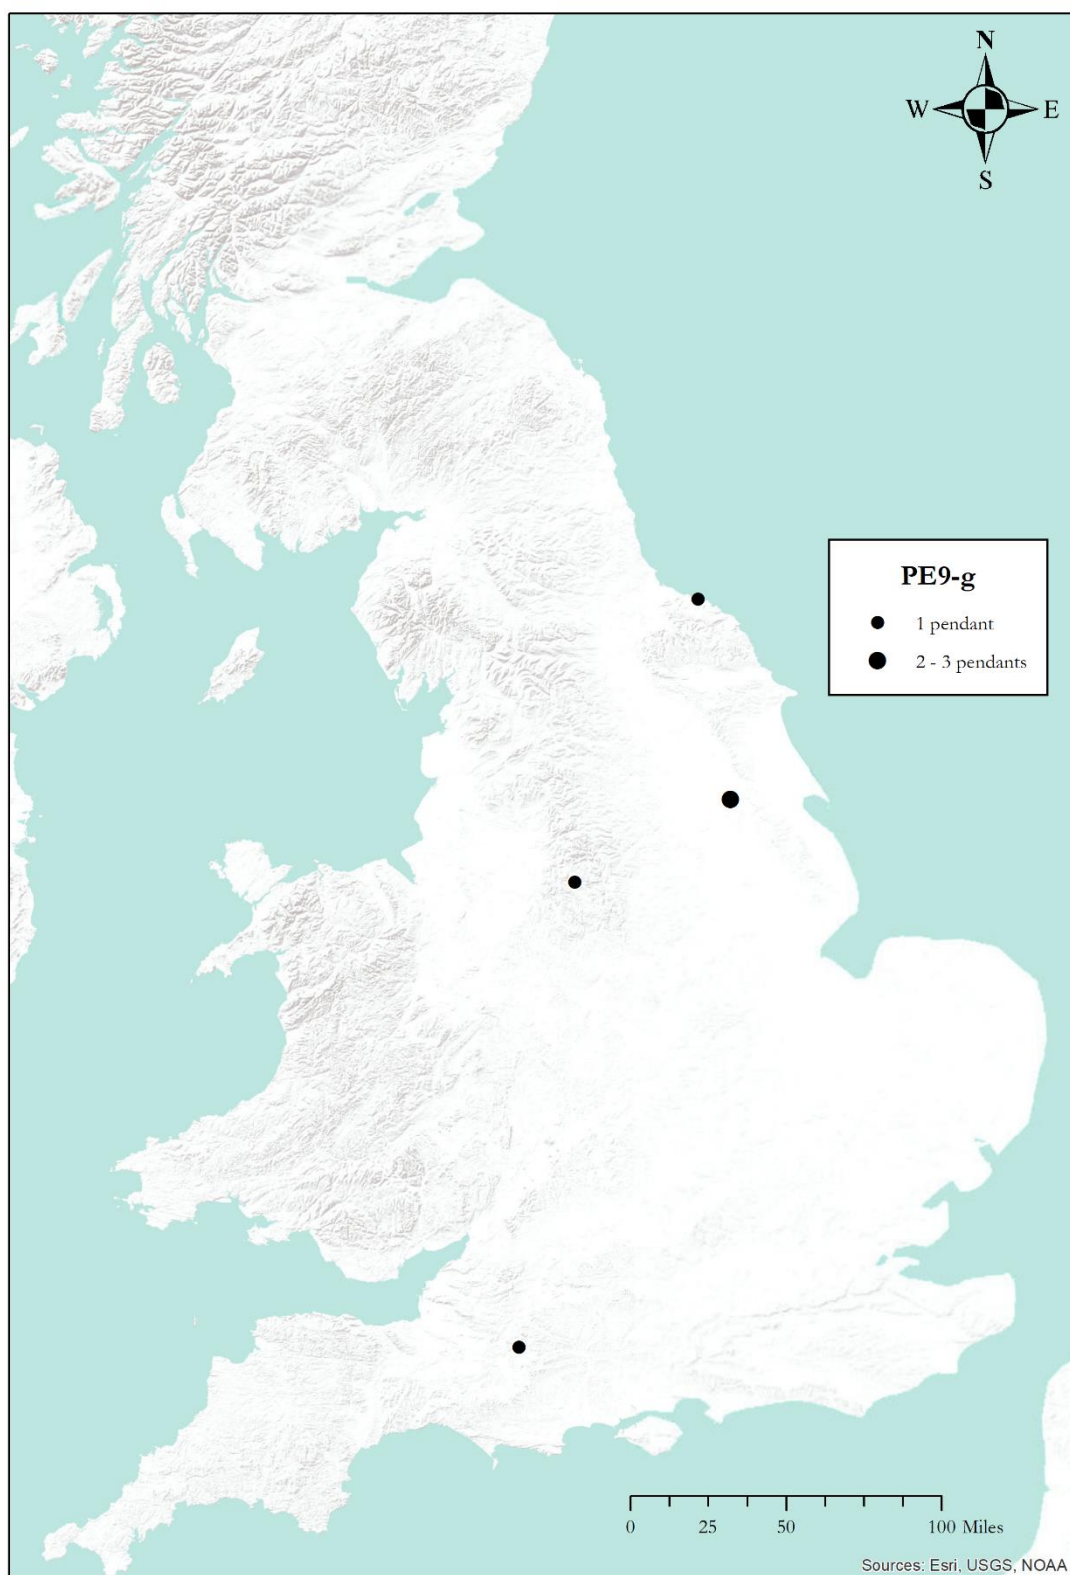 N
W E
S
PE9-g
1 pendant
2 - 3 pendants
0 25 50 100 Miles
Sources: Esri, USGS, NOAA